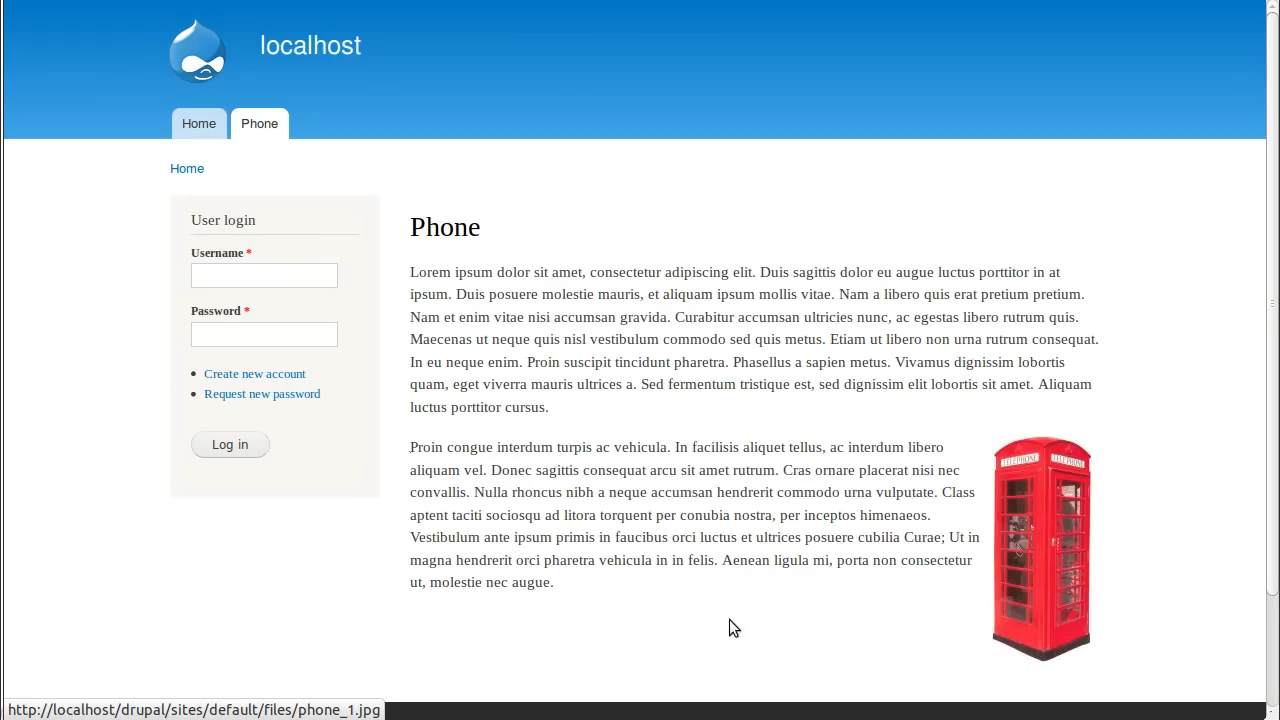 localhost
Home
Phone
Home
User login
Username *
Password *
Create new account
Request new password
Log in
Phone
Lorem ipsum dolor sit amet, consectetur adipiscing elit. Duis sagittis dolor eu augue luctus porttitor in at
ipsum. Duis posuere molestie mauris, et aliquam ipsum mollis vitae. Nam a libero quis erat pretium pretium.
Nam et enim vitae nisi accumsan gravida. Curabitur accumsan ultricies nunc, ac egestas libero rutrum quis.
Maecenas ut neque quis nisl vestibulum commodo sed quis metus. Etiam ut libero non urna rutrum consequat.
In eu neque enim. Proin suscipit tincidunt pharetra. Phasellus a sapien metus. Vivamus dignissim lobortis
quam, eget viverra mauris ultrices a. Sed fermentum tristique est, sed dignissim elit lobortis sit amet. Aliquam
luctus porttitor cursus.
Proin congue interdum turpis ac vehicula. In facilisis aliquet tellus, ac interdum libero
aliquam vel. Donec sagittis consequat arcu sit amet rutrum. Cras ornare placerat nisi nec
convallis. Nulla rhoncus nibh a neque accumsan hendrerit commodo urna vulputate. Class
aptent taciti sociosqu ad litora torquent per conubia nostra, per inceptos himenaeos.
Vestibulum ante ipsum primis in faucibus orci luctus et ultrices posuere cubilia Curae; Ut in
magna hendrerit orci pharetra vehicula in in felis. Aenean ligula mi, porta non consectetur
ut, molestie nec augue.
TELEPHONE
TELEPHONE
http://localhost/drupal/sites/default/files/phone_1.jpg